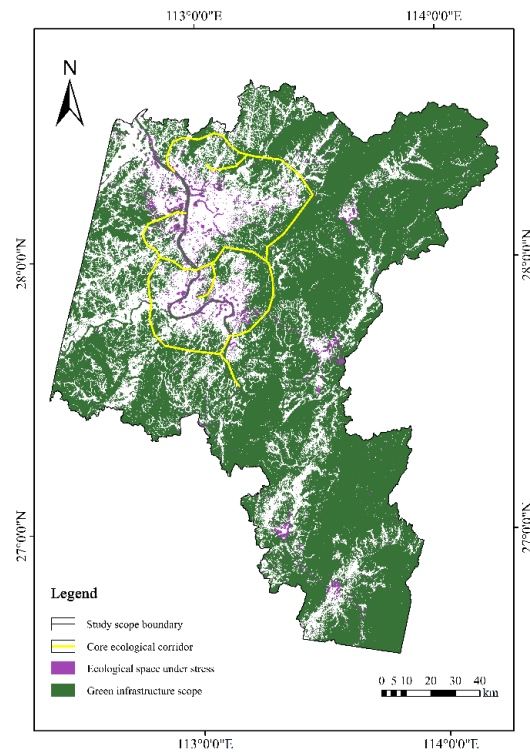 113°0'0"E 114°0'0"E
N
28°0'0"N 28°0'0"N
27°0'0"N 27°0'0"N
Legend
Study scope boundary
Core ecological corridor
Ecological space under stress
Green infrastructure scope
0 5 10 20 30 40
km
113°0'0"E 114°0'0"E